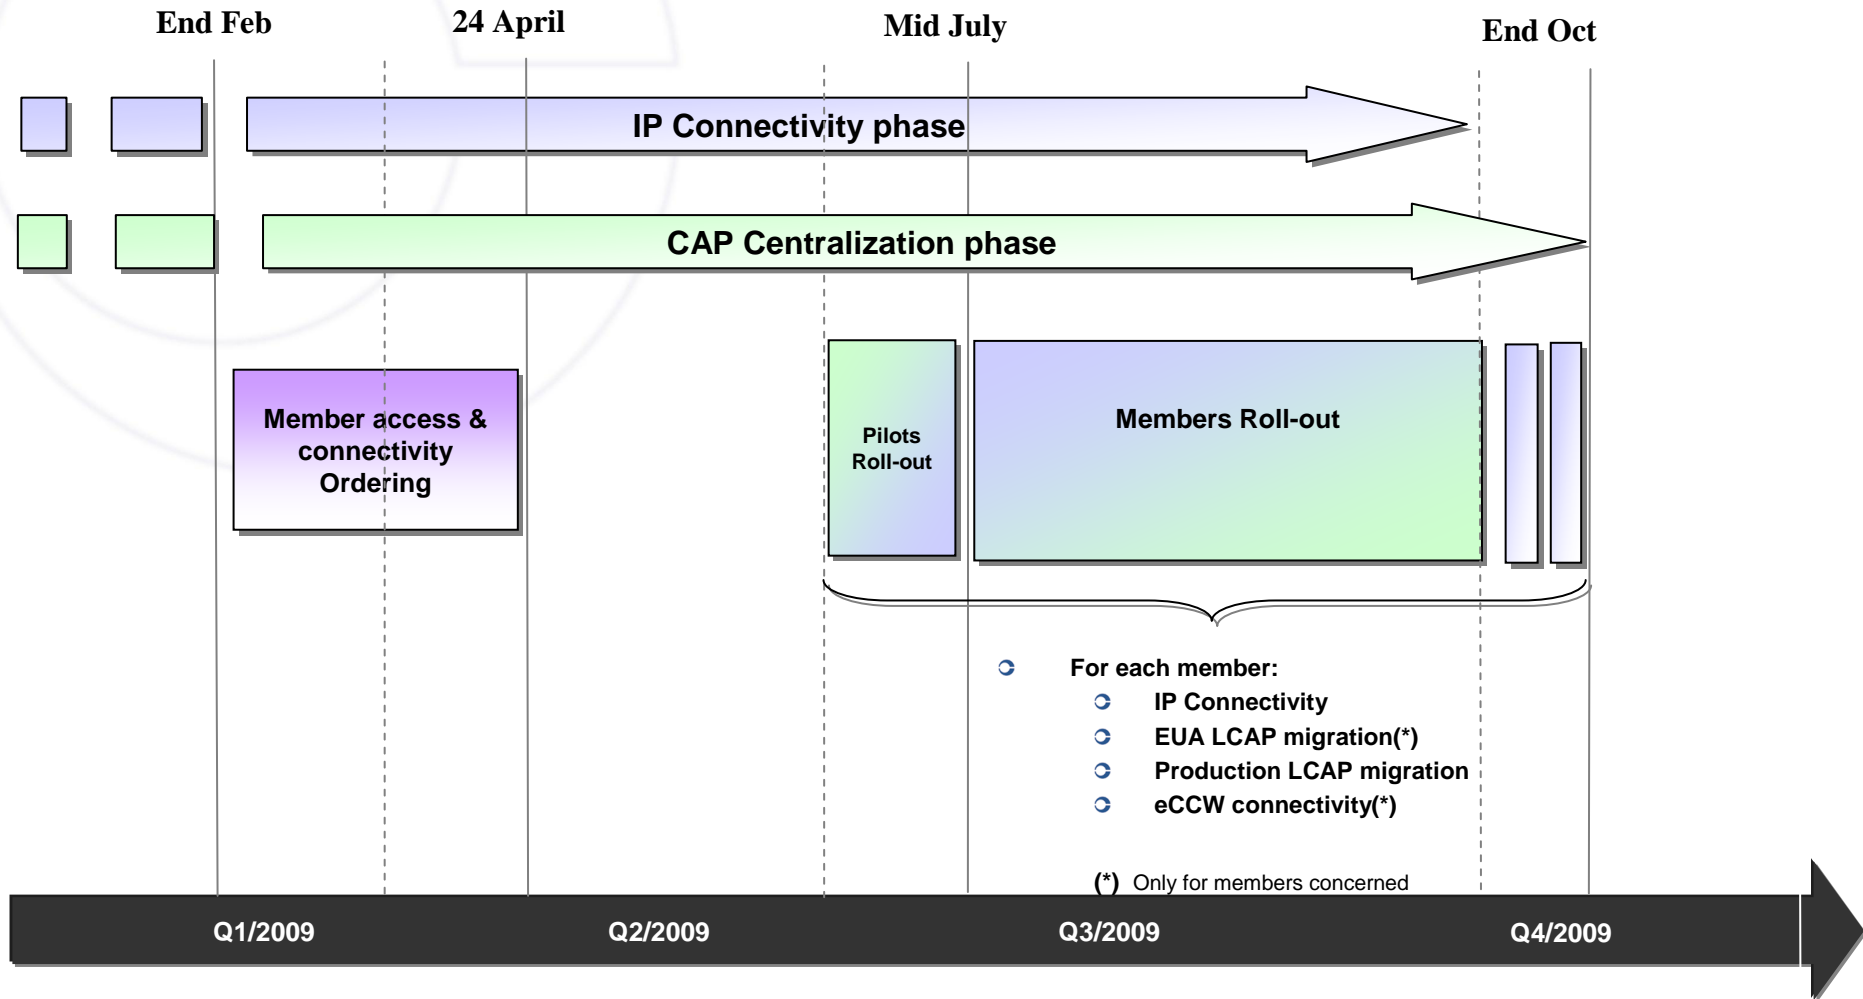 End Feb
24 April
Mid July
End Oct
IP Connectivity phase
CAP Centralization phase
Member access &
connectivity
Ordering
Pilots
Roll-out
Members Roll-out
For each member:
IP Connectivity
EUA LCAP migration(*)
Production LCAP migration
eCCW connectivity(*)
(*) Only for members concerned
Q1/2009
Q2/2009
Q3/2009
Q4/2009